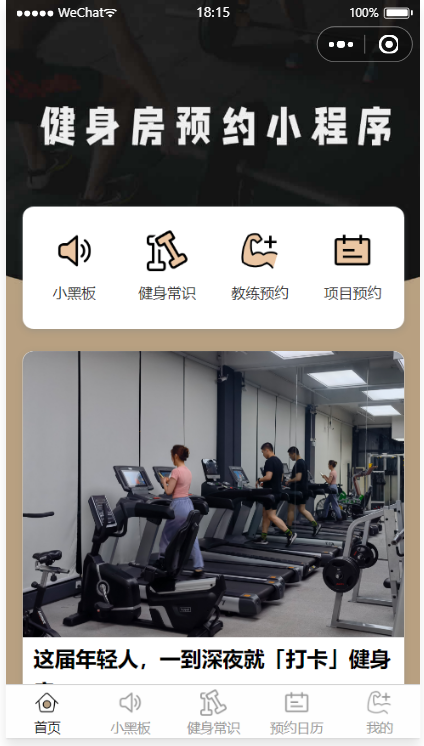 WeChat 18:15 100%
健身房预约小程序
小黑板 健身常识 教练预约 项目预约
这届年轻人，一到深夜就「打卡」健身
首页 小黑板 健身常识 预约日历 我的